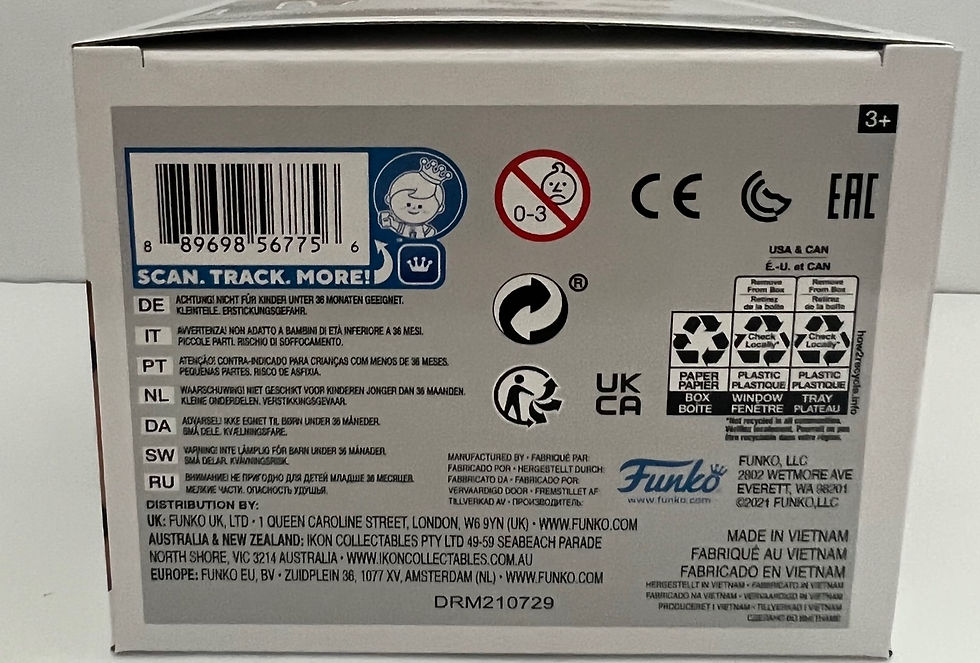 3+
8 89698 56775 6
SCAN. TRACK. MORE!
0-3
CE
EAC
®
UK
CA
USA & CAN
É.-U. et CAN
Remove From Box
Retirez de la boîte
Remove From Box
Retirez de la boîte
Check Locally*
Check Locally*
PAPER
PAPIER
PLASTIC
PLASTIQUE
PLASTIC
PLASTIQUE
BOX
BOÎTE
WINDOW
FENÊTRE
TRAY
PLATEAU
*Not recycled in all communities.
how2recycle.info
DE ACHTUNG! NICHT FÜR KINDER UNTER 36 MONATEN GEEIGNET.
KLEINTEILE. ERSTICKUNGSGEFAHR.
IT AVVERTENZA! NON ADATTO A BAMBINI DI ETÀ INFERIORE A 36 MESI.
PICCOLE PARTI. RISCHIO DI SOFFOCAMENTO.
PT ATENÇÃO! CONTRA-INDICADO PARA CRIANÇAS COM MENOS DE 36 MESES.
PEQUENAS PARTES. RISCO DE ASFIXIA.
NL WAARSCHUWING! NIET GESCHIKT VOOR KINDEREN JONGER DAN 36 MAANDEN.
KLEINE ONDERDELEN. VERSTIKKINGSGEVAAR.
DA ADVARSEL! IKKE EGNET TIL BØRN UNDER 36 MÅNEDER.
SMÅ DELE. KVÆLNINGSFARE.
SW VARNING! INTE LÄMPLIG FÖR BARN UNDER 36 MÅNADER.
SMÅ DELAR. KVÄVNINGSRISK.
RU ВНИМАНИЕ! НЕ ПРИГОДНО ДЛЯ ДЕТЕЙ МЛАДШЕ 36 МЕСЯЦЕВ.
МЕЛКИЕ ЧАСТИ. ОПАСНОСТЬ УДУШЬЯ.
MANUFACTURED BY • FABRIQUÉ PAR:
FABRICADO POR • HERGESTELLT DURCH:
FABBRICATO DA • FABRICADO POR:
VERVAARDIGD DOOR • FREMSTILLET AF
TILLVERKAD AV • ПРОИЗВОДИТЕЛЬ:
Funko
www.funko.com
FUNKO, LLC
2802 WETMORE AVE
EVERETT, WA 98201
©2021 FUNKO,LLC
DISTRIBUTION BY:
UK: FUNKO UK, LTD • 1 QUEEN CAROLINE STREET, LONDON, W6 9YN (UK) • WWW.FUNKO.COM
AUSTRALIA & NEW ZEALAND: IKON COLLECTABLES PTY LTD 49-59 SEABEACH PARADE
NORTH SHORE, VIC 3214 AUSTRALIA • WWW.IKONCOLLECTABLES.COM.AU
EUROPE: FUNKO EU, BV • ZUIDPLEIN 36, 1077 XV, AMSTERDAM (NL) • WWW.FUNKO.COM
MADE IN VIETNAM
FABRIQUÉ AU VIETNAM
FABRICADO EN VIETNAM
HERGESTELLT IN VIETNAM • FABBRICATO IN VIETNAM
FABRICADO NA VIETNAM • VERVAARDIGD IN VIETNAM
PRODUCERET I VIETNAM • TILLVERKAD I VIETNAM
СДЕЛАНО ВО ВЬЕТНАМЕ
DRM210729